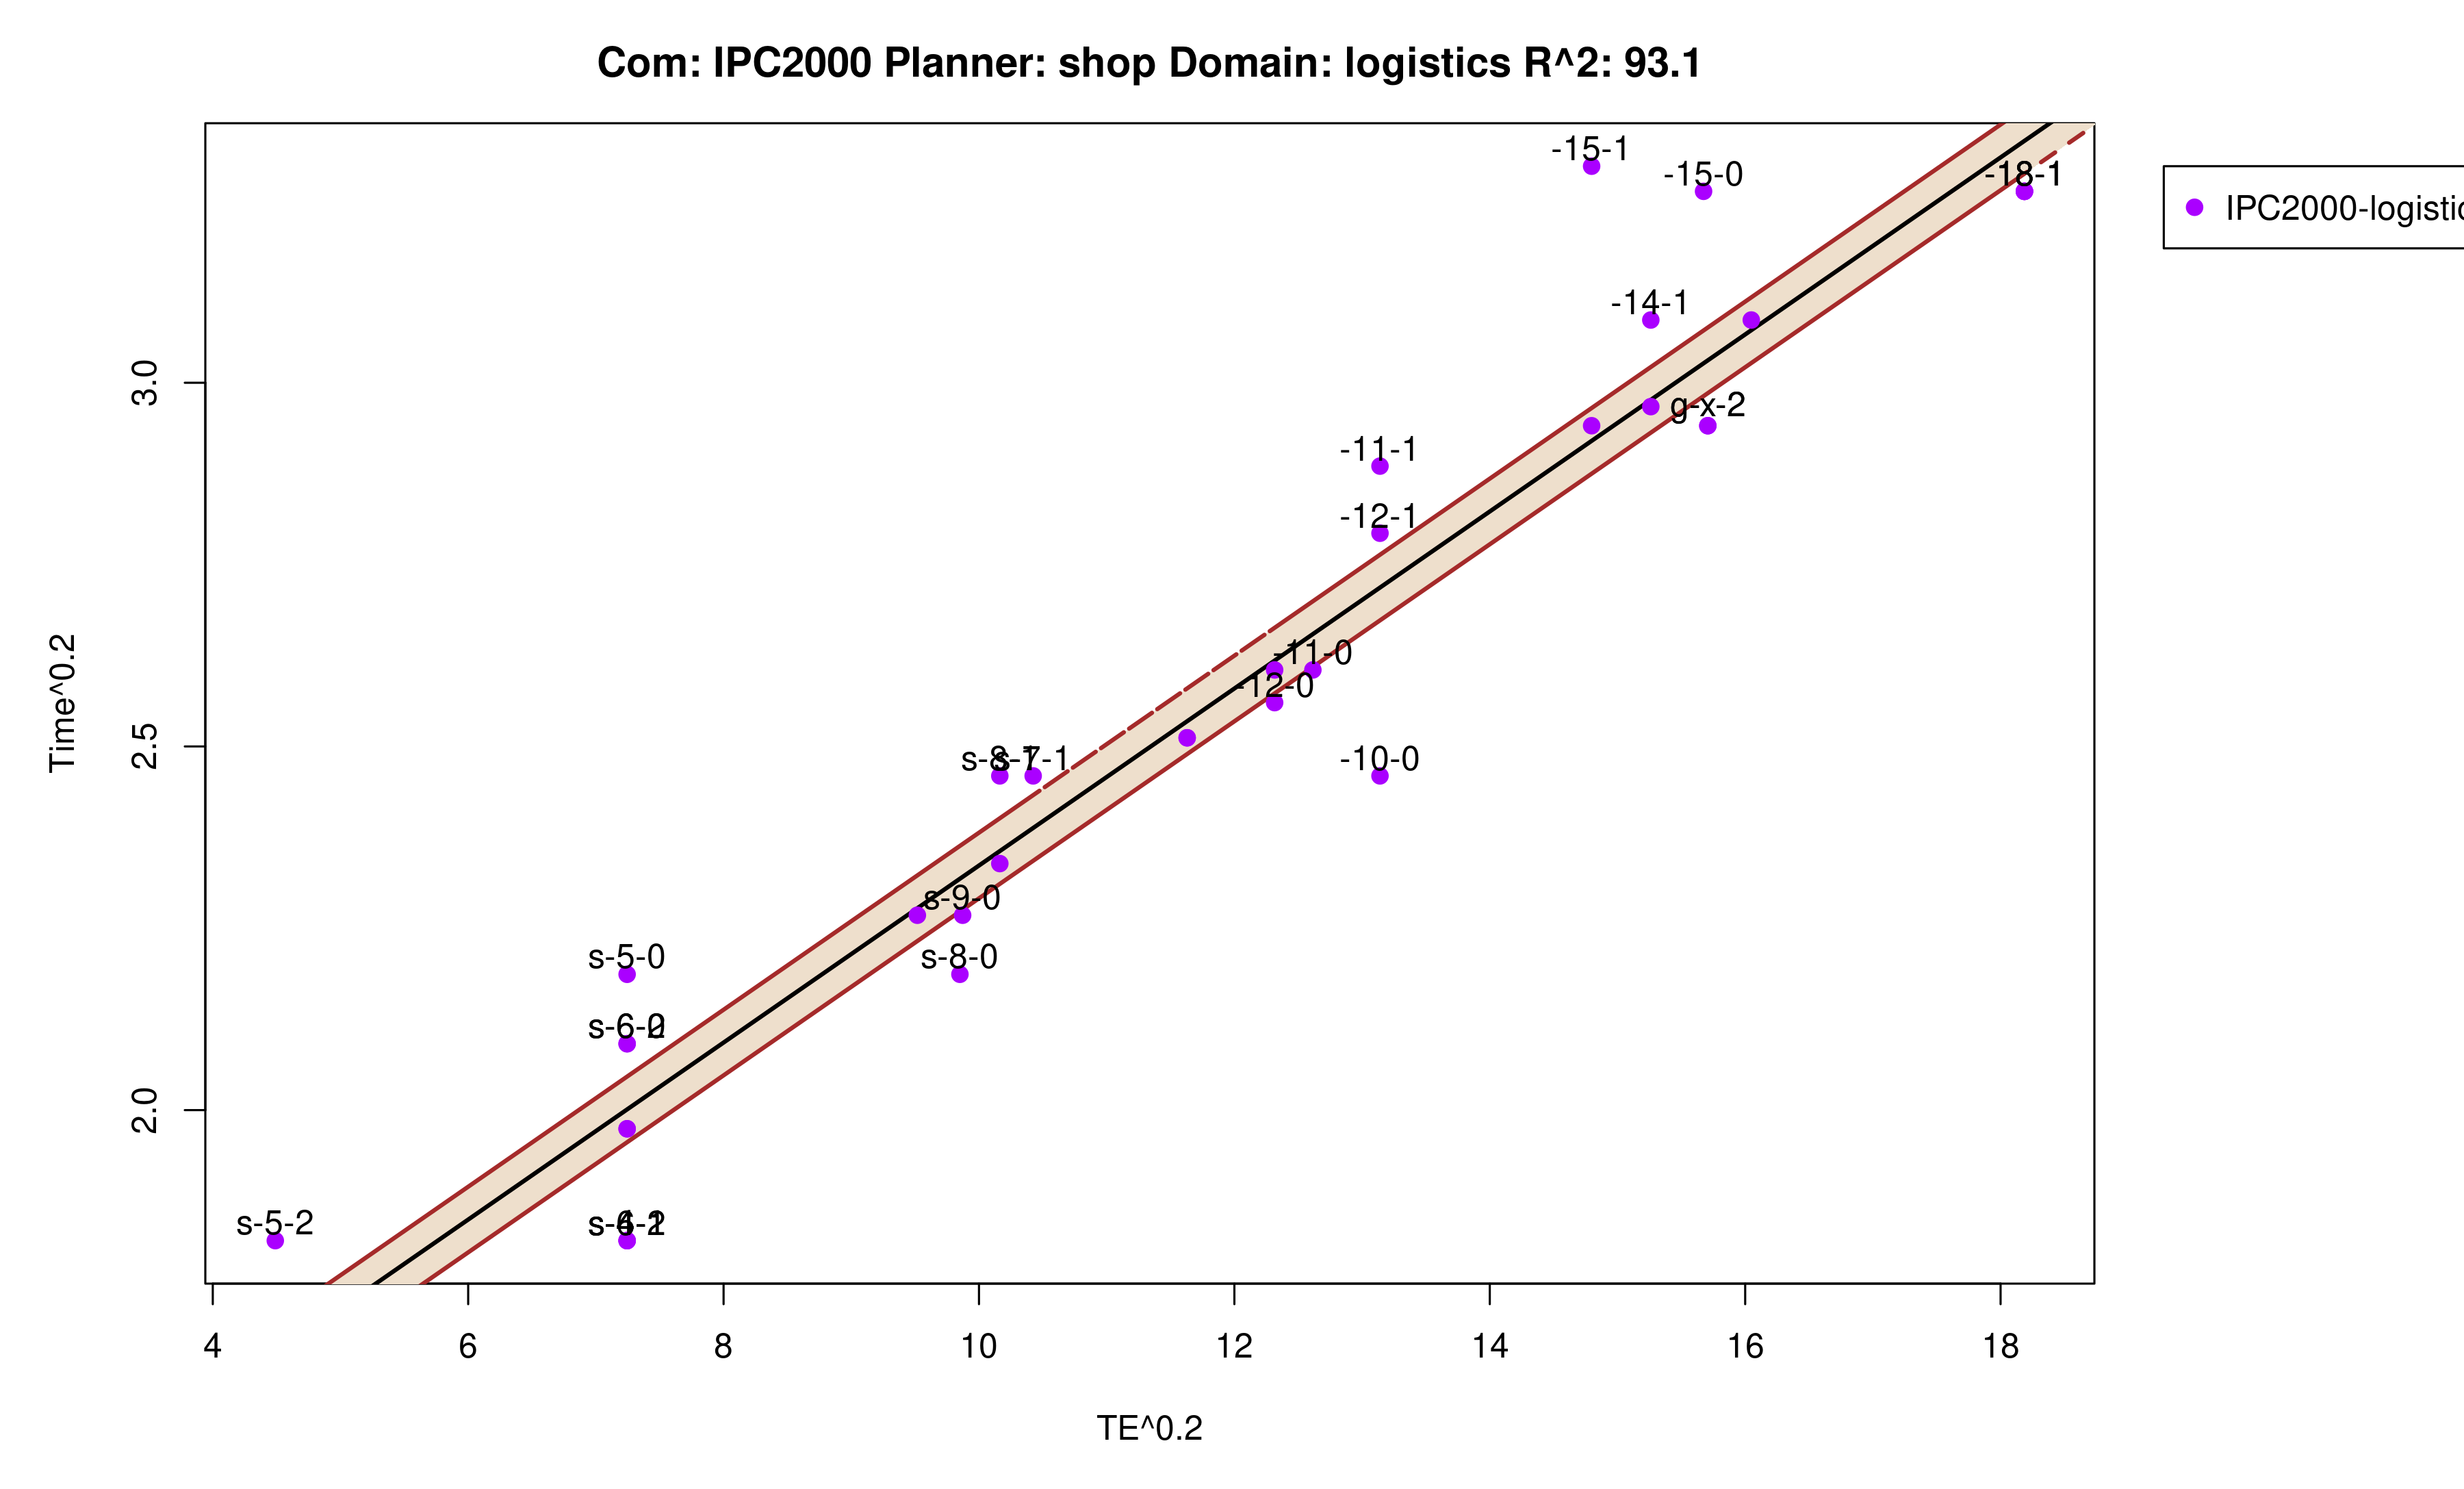 Com: IPC2000 Planner: shop Domain: logistics R^2: 93.1
-15-1
-15-0
-18-1
IPC2000-logistic
-14-1
3.0
g-x-2
-11-1
-12-1
Time^0.2
-11-0
-12-0
2.5
s-7-1
-10-0
s-9-0
s-5-0
s-8-0
2.0
s-5-2
4 6 8 10 12 14 16 18
TE^0.2